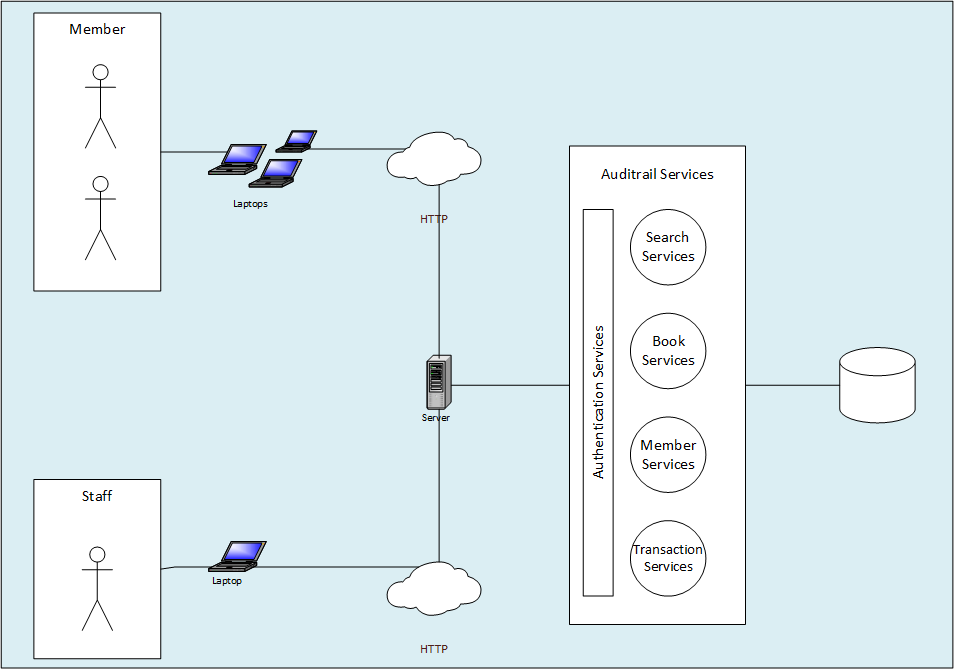 Member
Laptops
HTTP
Auditrail Services
Authentication Services
Search
Services
Book
Services
Member
Services
Transaction
Services
Server
Staff
Laptop
HTTP